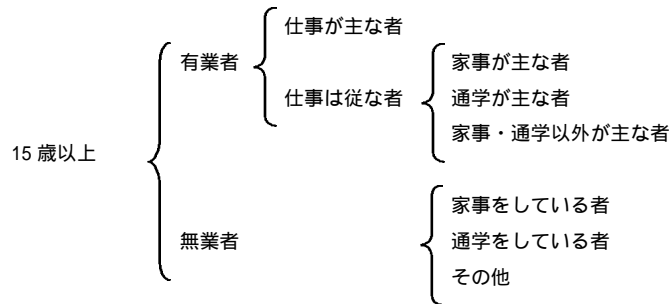 仕事が主な者
有業者
家事が主な者
仕事は従な者
通学が主な者
家事・通学以外が主な者
15歳以上
家事をしている者
無業者
通学をしている者
その他